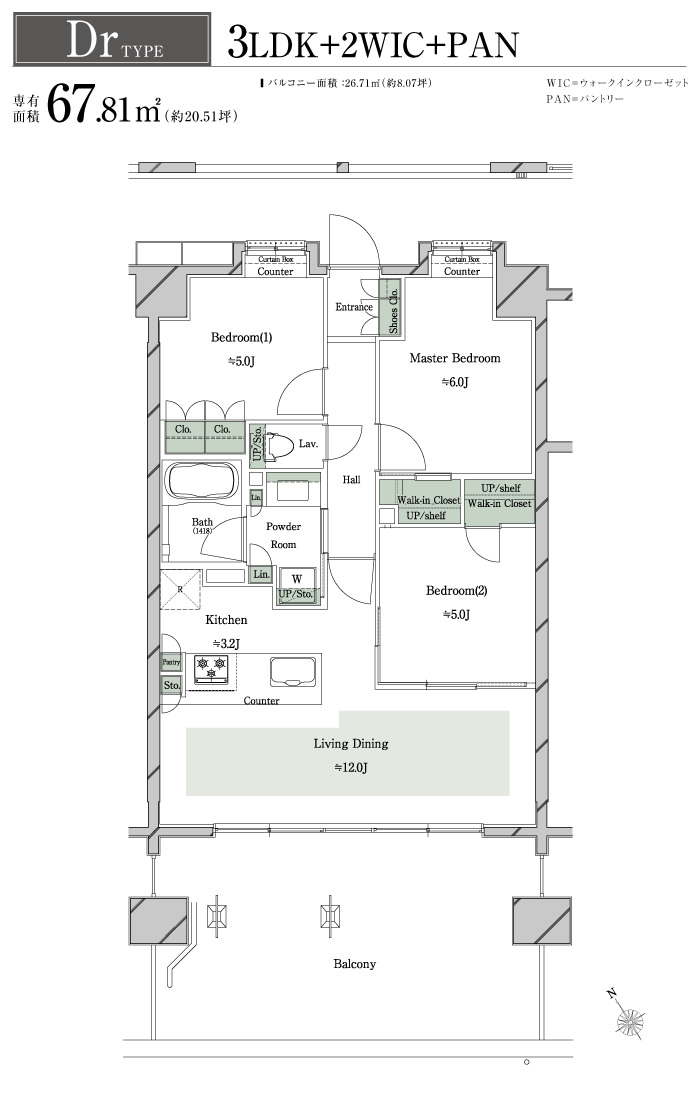 Dr TYPE
3LDK+2WIC+PAN
専有面積 67.81㎡(約20.51坪)
バルコニー面積:26.71㎡(約8.07坪)
WIC=ウォークインクローゼット
PAN=パントリー
Curtain Box
Counter
Curtain Box
Counter
Entrance
Shoes Clo.
Bedroom(1)
≒5.0J
Master Bedroom
≒6.0J
Clo.
Clo.
UP/Sto.
Lav.
Hall
Lin.
Walk-in Closet
UP/shelf
UP/shelf
Walk-in Closet
Bath
(1418)
Powder
Room
Lin.
W
UP/Sto.
R
Bedroom(2)
≒5.0J
Kitchen
≒3.2J
Pantry
Sto.
Counter
Living Dining
≒12.0J
Balcony
N